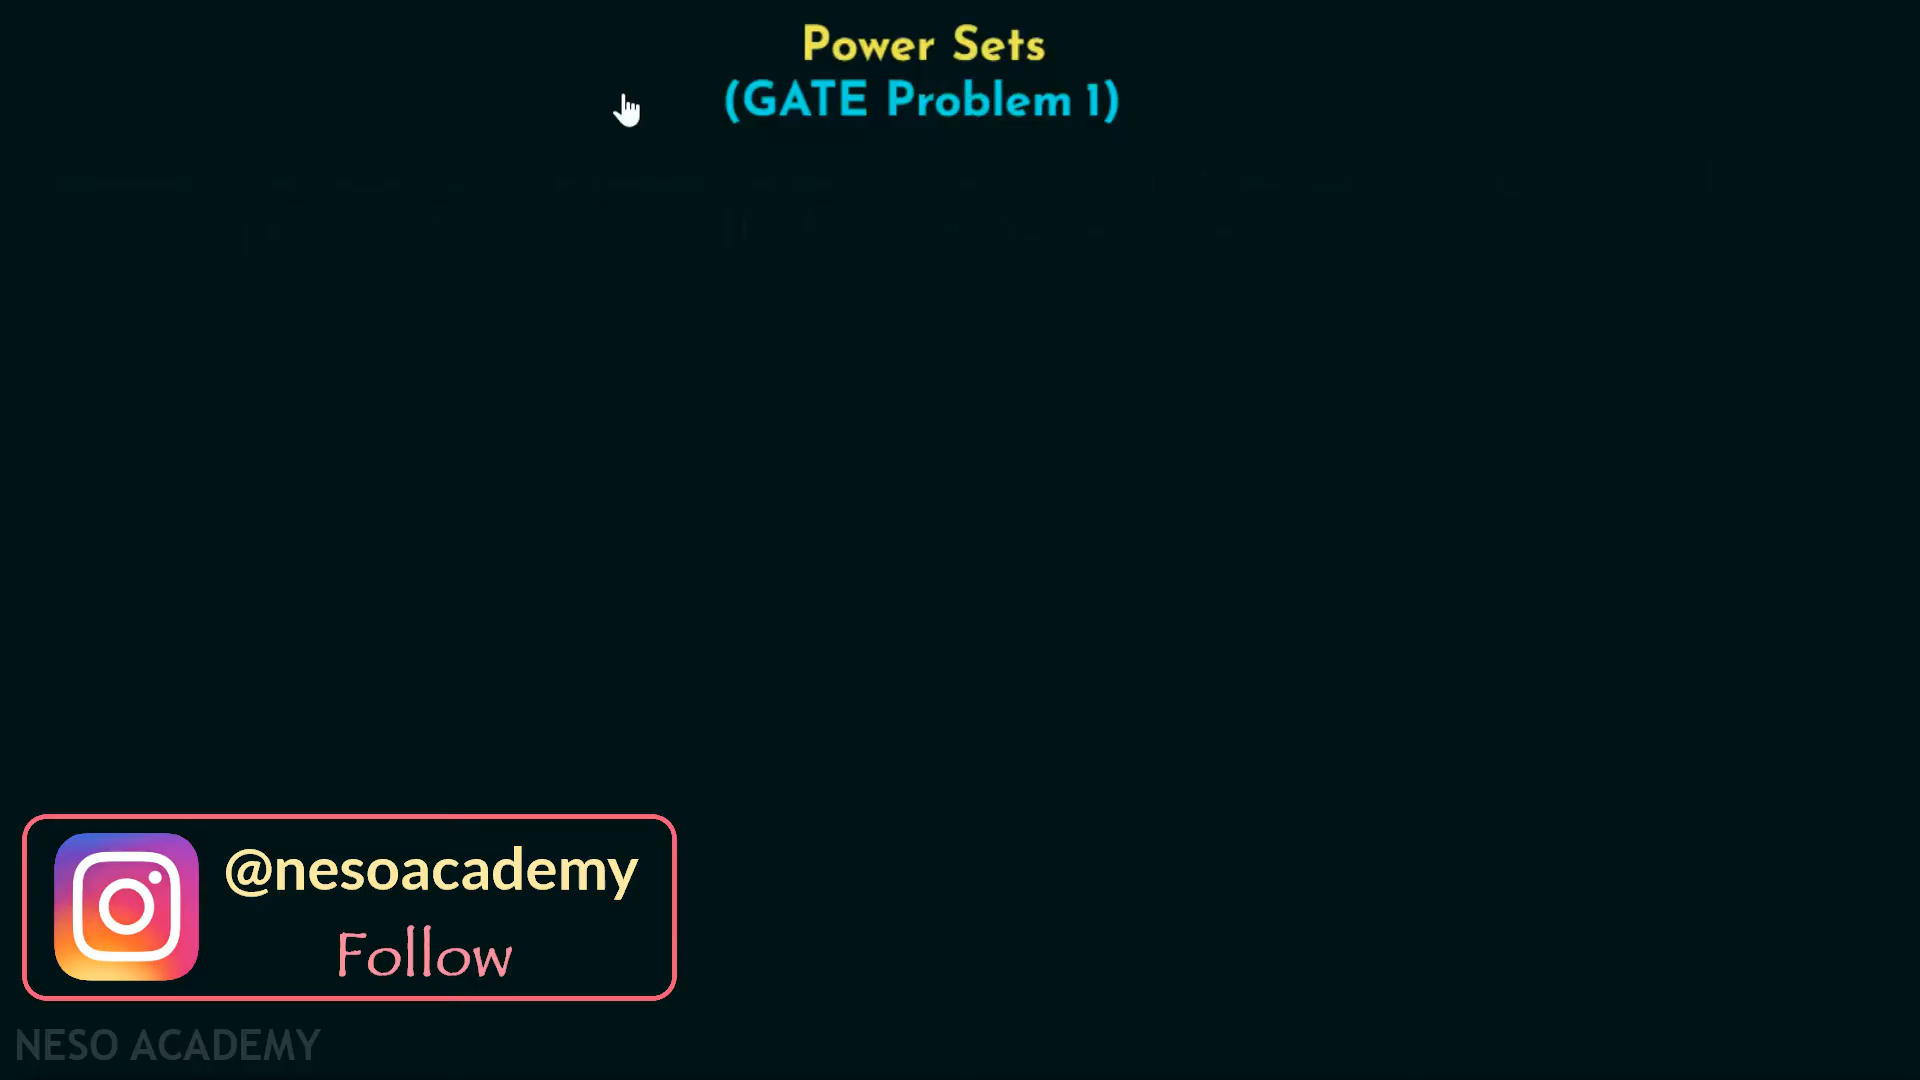 Power Sets
(GATE Problem 1)
@nesoacademy
Follow
NESO ACADEMY